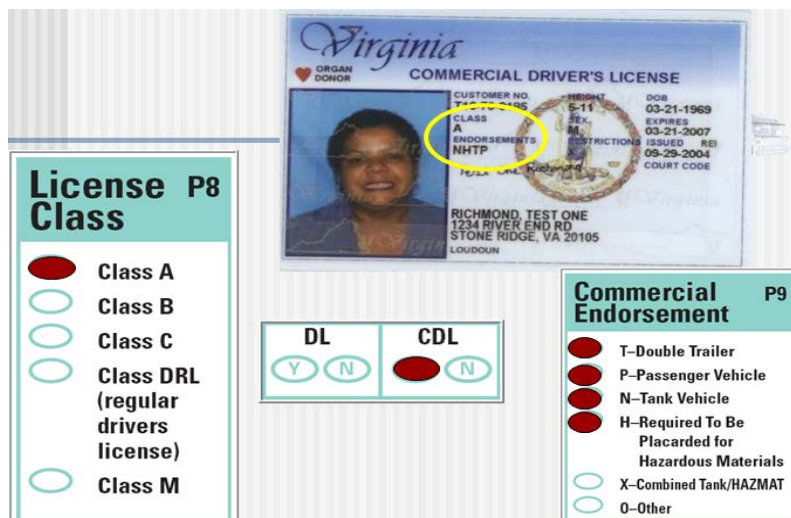 Virginia
ORGAN
DONOR
COMMERCIAL DRIVER'S LICENSE
CUSTOMER NO. HEIGHT DOB
5-11 03-21-1969
CLASS SEX EXPIRES
A M 03-21-2007
ENDORSEMENTS RESTRICTIONS ISSUED
NHTP 09-29-2004
COURT CODE
RICHMOND, TEST ONE
1234 RIVER END RD
STONE RIDGE, VA 20105
LOUDOUN
License P8
Class
Class A
Class B
Class C
Class DRL
(regular
drivers
license)
Class M
DL CDL
Y N N
Commercial P9
Endorsement
T–Double Trailer
P–Passenger Vehicle
N–Tank Vehicle
H–Required To Be
Placarded for
Hazardous Materials
X–Combined Tank/HAZMAT
O–Other